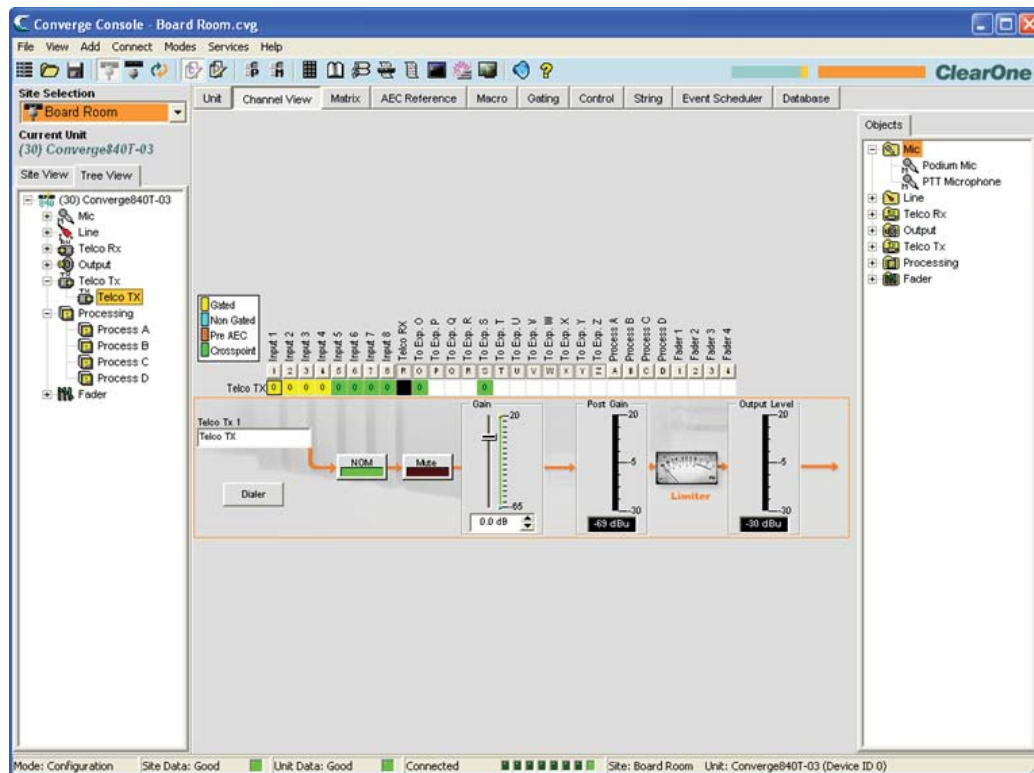 Converge Console - Board Room.cvg
File View Add Connect Modes Services Help
ClearOne
Site Selection
Board Room
Current Unit
(30) Converge840T-03
Site View Tree View
(30) Converge840T-03
Mic
Line
Telco Rx
Output
Telco Tx
Telco TX
Processing
Process A
Process B
Process C
Process D
Fader
Unit Channel View Matrix AEC Reference Macro Gating Control String Event Scheduler Database
Gated
Non Gated
Pre AEC
Crosspoint
Input 1
Input 2
Input 3
Input 4
Input 5
Input 6
Input 7
Input 8
Telco RX
To Exp. O
To Exp. P
To Exp. Q
To Exp. R
To Exp. S
To Exp. T
To Exp. U
To Exp. V
To Exp. W
To Exp. X
To Exp. Y
To Exp. Z
Process A
Process B
Process C
Process D
Fader 1
Fader 2
Fader 3
Fader 4
1 2 3 4 5 6 7 8 R O P Q R S T U V W X Y Z A B C D 1 2 3 4
Telco TX 0 0 0 0 0 0 0 0 0 0
Telco Tx 1
Telco TX
Dialer
NOM
Mute
Gain
20
-65
0.0 dB
Post Gain
20
-5
-30
-69 dBu
Limiter
Output Level
20
-5
-30
-30 dBu
Objects
Mic
Podium Mic
PTT Microphone
Line
Telco Rx
Output
Telco Tx
Processing
Fader
Mode: Configuration Site Data: Good Unit Data: Good Connected Site: Board Room Unit: Converge840T-03 (Device ID 0)